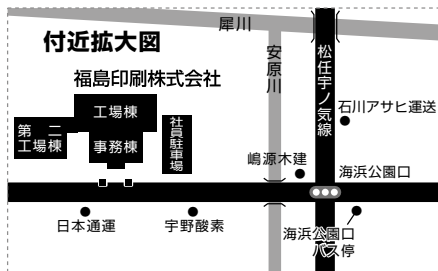 付近拡大図
犀川
安原川
松任宇ノ気線
福島印刷株式会社
工場棟
第二
工場棟
事務棟
社員駐車場
石川アサヒ運送
嶋源木建
海浜公園口
日本通運
宇野酸素
海浜公園口
バス停